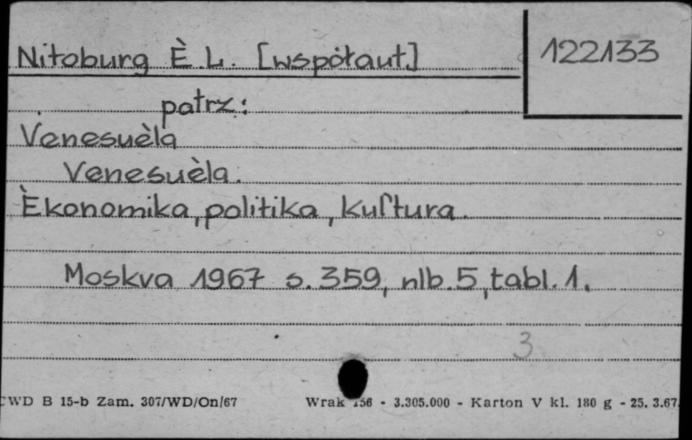 Nitoburg È. L. [współaut]
122133
patrz:
Venesuèla
Venesuèla.
Èkonomika, politika, kul'tura.
Moskva 1967 s. 359, nlb. 5, tabl. 1.
3
CWD B 15-b Zam. 307/WD/On/67 Wrak 156 - 3.305.000 - Karton V kl. 180 g - 25. 3.67.